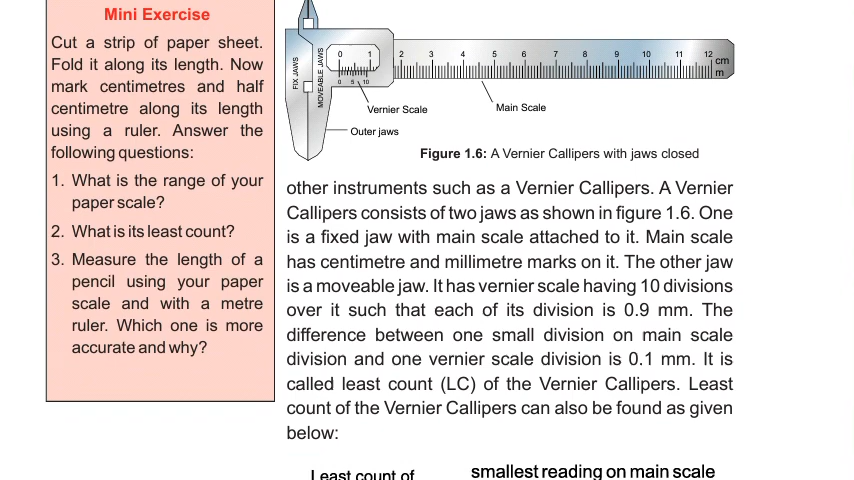 Mini Exercise
Cut a strip of paper sheet.
Fold it along its length. Now
mark centimetres and half
centimetre along its length
using a ruler. Answer the
following questions:
1. What is the range of your
paper scale?
2. What is its least count?
3. Measure the length of a
pencil using your paper
scale and with a metre
ruler. Which one is more
accurate and why?
FIX JAWS
MOVEABLE JAWS
0 1 2 3 4 5 6 7 8 9 10 11 12 cm
m
0 5 10
Vernier Scale
Main Scale
Outer jaws
Figure 1.6: A Vernier Callipers with jaws closed
other instruments such as a Vernier Callipers. A Vernier
Callipers consists of two jaws as shown in figure 1.6. One
is a fixed jaw with main scale attached to it. Main scale
has centimetre and millimetre marks on it. The other jaw
is a moveable jaw. It has vernier scale having 10 divisions
over it such that each of its division is 0.9 mm. The
difference between one small division on main scale
division and one vernier scale division is 0.1 mm. It is
called least count (LC) of the Vernier Callipers. Least
count of the Vernier Callipers can also be found as given
below:
Least count of
smallest reading on main scale